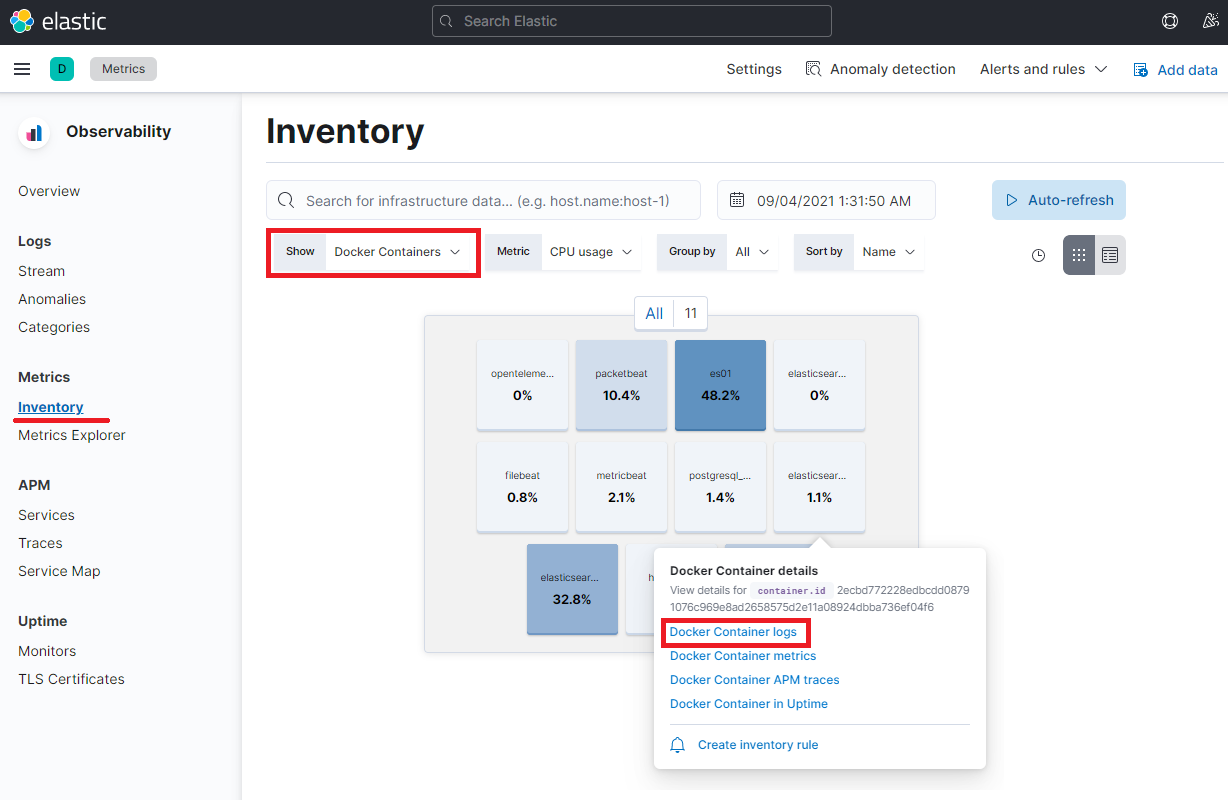 elastic
Search Elastic
D
Metrics
Settings
Anomaly detection
Alerts and rules
Add data
Observability
Overview
Logs
Stream
Anomalies
Categories
Metrics
Inventory
Metrics Explorer
APM
Services
Traces
Service Map
Uptime
Monitors
TLS Certificates
Inventory
Search for infrastructure data... (e.g. host.name:host-1)
09/04/2021 1:31:50 AM
Auto-refresh
Show Docker Containers
Metric CPU usage
Group by All
Sort by Name
All 11
openteleme...
0%
packetbeat
10.4%
es01
48.2%
elasticsear...
0%
filebeat
0.8%
metricbeat
2.1%
postgresql_...
1.4%
elasticsear...
1.1%
elasticsear...
32.8%
h
Docker Container details
View details for container.id 2ecbd772228edbcdd0879
1076c969e8ad2658575d2e11a08924dbba736ef04f6
Docker Container logs
Docker Container metrics
Docker Container APM traces
Docker Container in Uptime
Create inventory rule